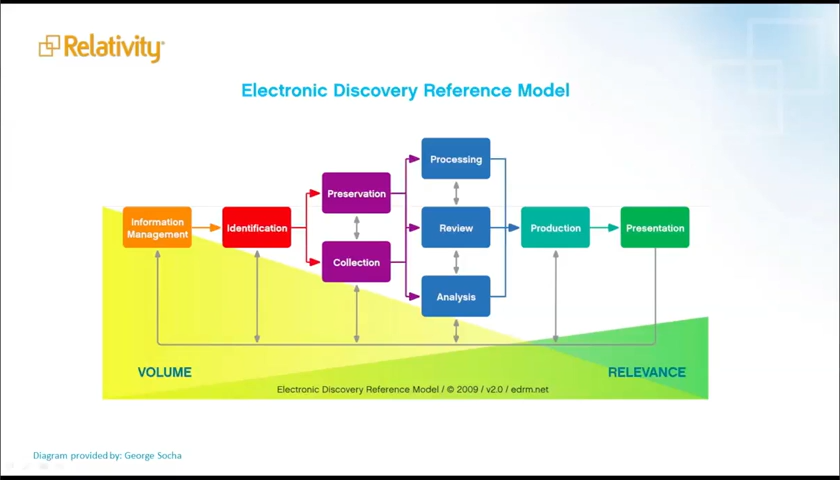 Relativity
Electronic Discovery Reference Model
Processing
Preservation
Information
Management
Identification
Review
Production
Presentation
Collection
Analysis
VOLUME
RELEVANCE
Electronic Discovery Reference Model / © 2009 / v2.0 / edrm.net
Diagram provided by: George Socha